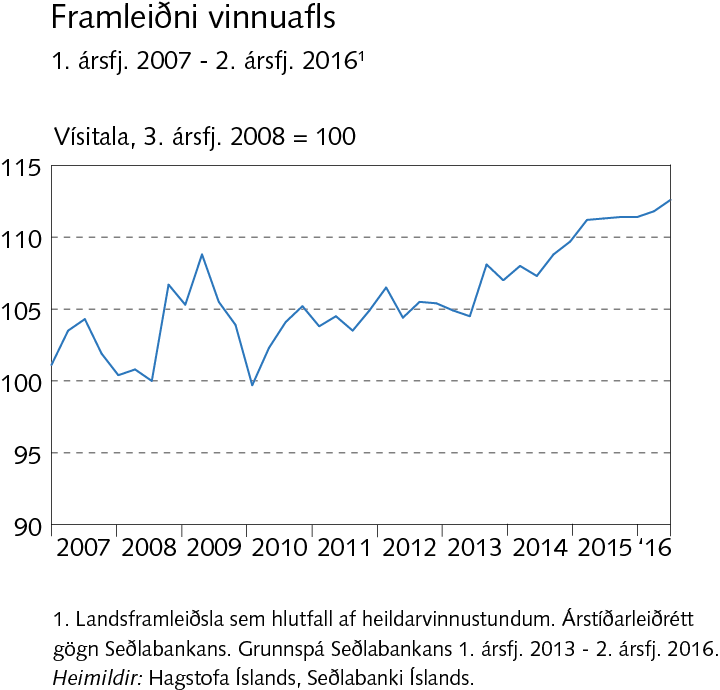 Framleiðni vinnuafls
1. ársfj. 2007 - 2. ársfj. 2016¹
Vísitala, 3. ársfj. 2008 = 100
115
110
105
100
95
90
2007 2008 2009 2010 2011 2012 2013 2014 2015 ‘16
1. Landsframleiðsla sem hlutfall af heildarvinnustundum. Árstíðarleiðrétt
gögn Seðlabankans. Grunnspá Seðlabankans 1. ársfj. 2013 - 2. ársfj. 2016.
Heimildir: Hagstofa Íslands, Seðlabanki Íslands.